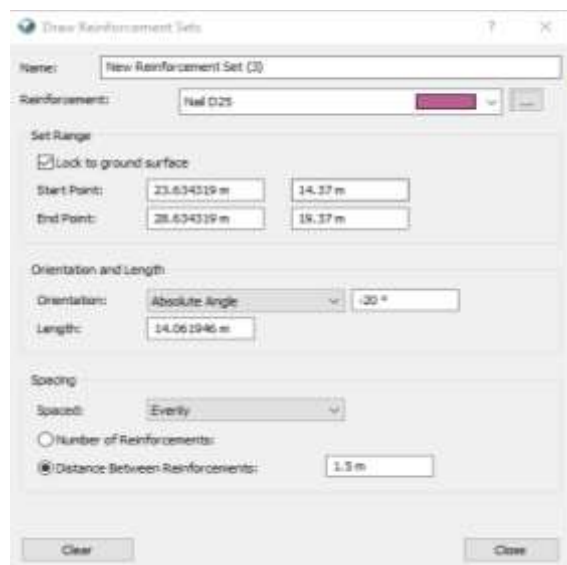 Draw Reinforcement Sets ? ×
Name: New Reinforcement Set (3)
Reinforcement: Nail D25 ...
Set Range
Lock to ground surface
Start Point: 23.634319 m 14.37 m
End Point: 28.634319 m 19.37 m
Orientation and Length
Orientation: Absolute Angle -20 °
Length: 14.061946 m
Spacing
Spaced: Evenly
Number of Reinforcements:
Distance Between Reinforcements: 1.5 m
Clear Close